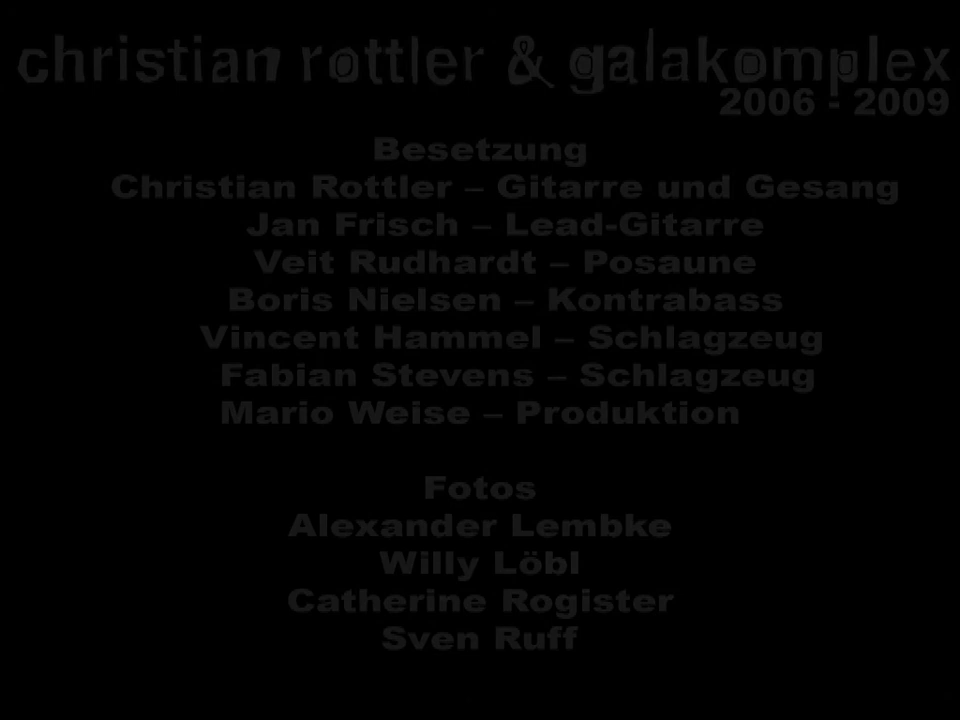 christian rottler & galakomplex
2006 - 2009
Besetzung
Christian Rottler – Gitarre und Gesang
Jan Frisch – Lead-Gitarre
Veit Rudhardt – Posaune
Boris Nielsen – Kontrabass
Vincent Hammel – Schlagzeug
Fabian Stevens – Schlagzeug
Mario Weise – Produktion
Fotos
Alexander Lembke
Willy Löbl
Catherine Rogister
Sven Ruff